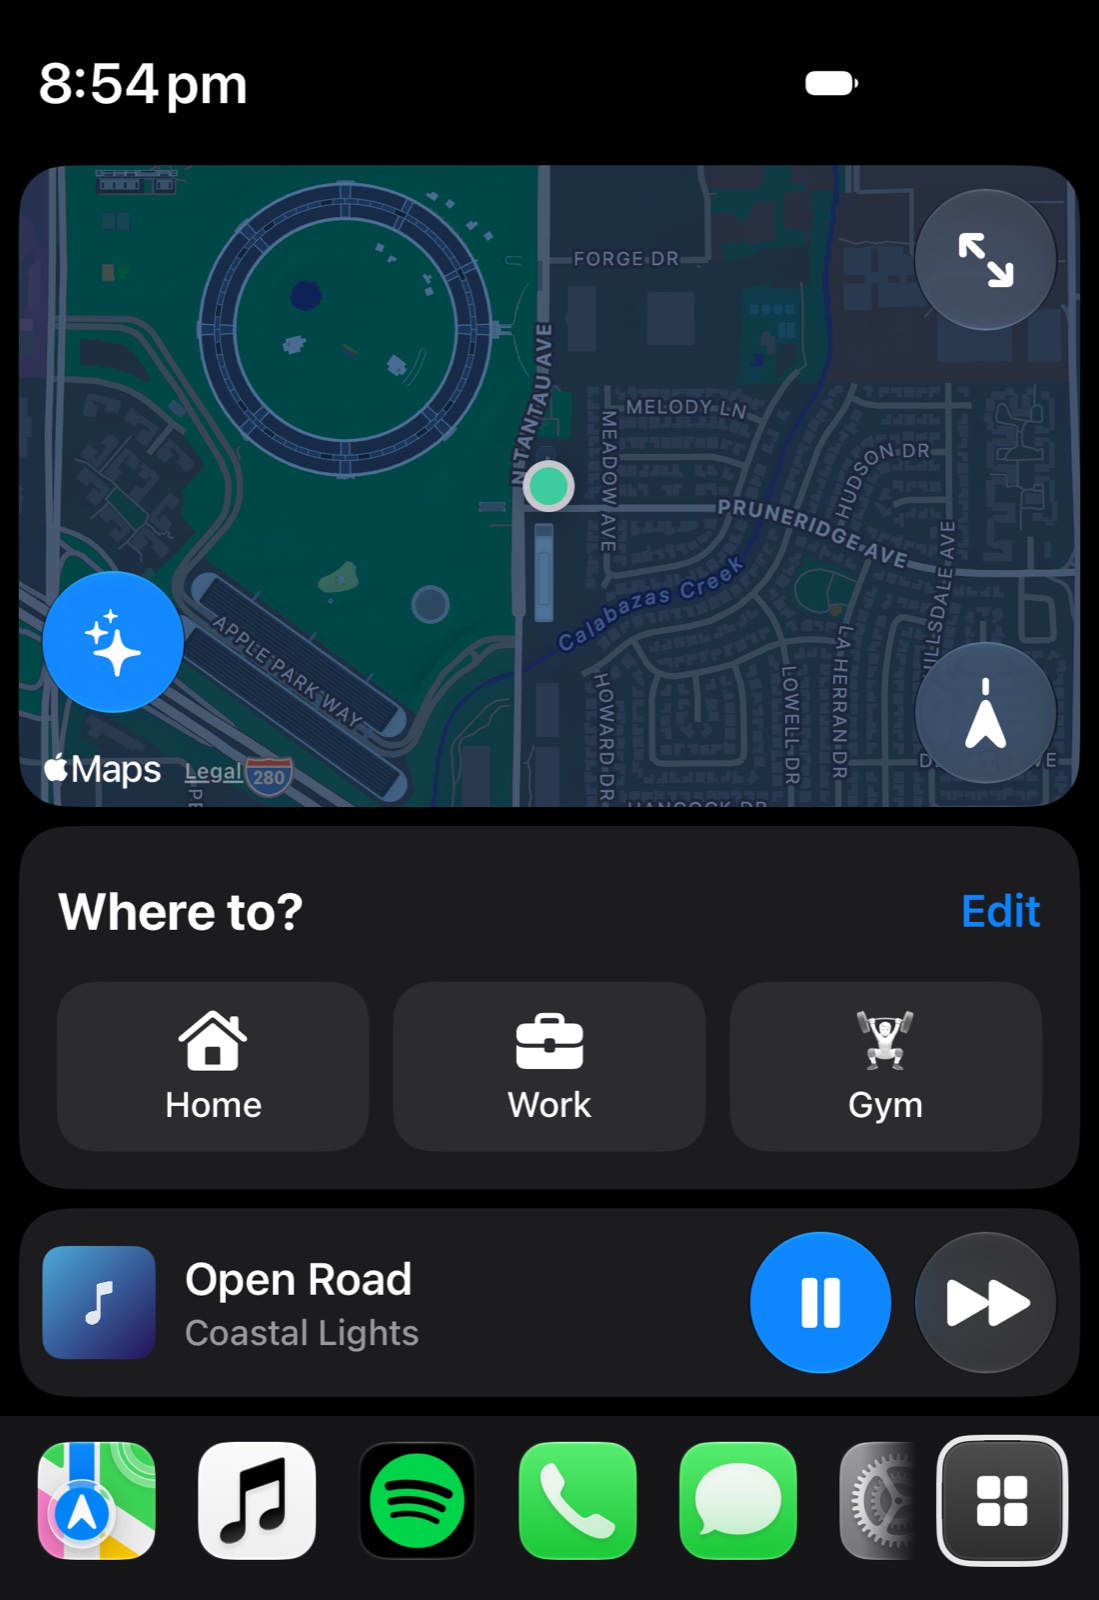 8:54 pm
FORGE DR
N TANTAU AVE
MELODY LN
MEADOW AVE
HUDSON DR
PRUNERIDGE AVE
Calabazas Creek
HILLSDALE AVE
APPLE PARK WAY
LA HERRAN DR
LOWELL DR
HOWARD DR
Maps
Legal
280
HANCOCK DR
Where to?
Edit
Home
Work
Gym
Open Road
Coastal Lights